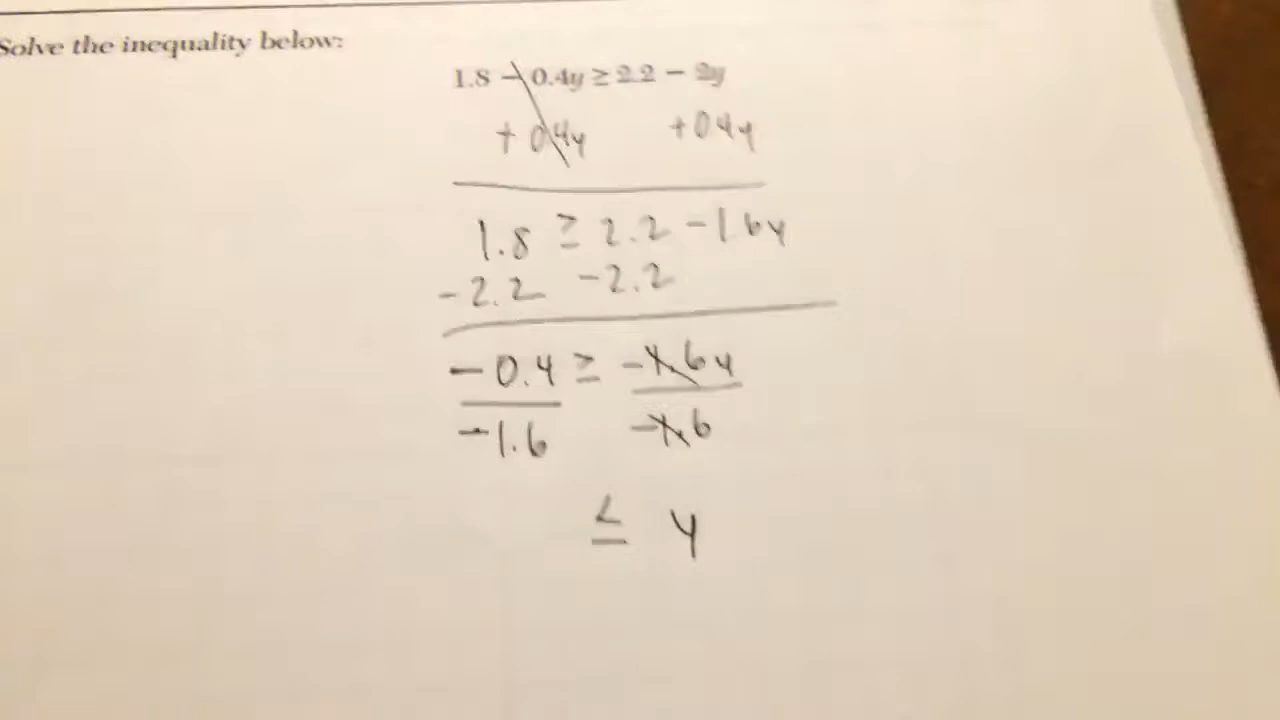 Solve the inequality below:
1.8 - 0.4y ≥ 2.2 - 2y
+ 0.4y + 0.4y
1.8 ≥ 2.2 - 1.6y
-2.2 -2.2
-0.4 ≥ -1.6y
-1.6 -1.6
≤ y